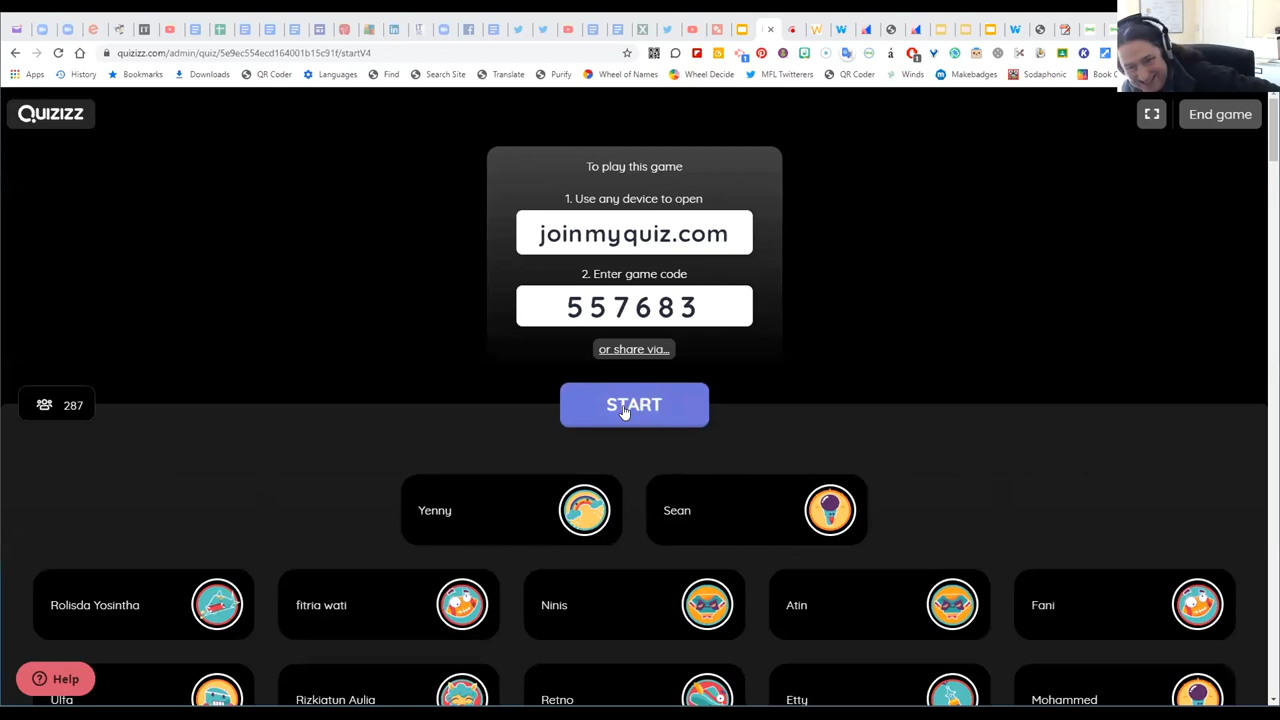 quizizz.com/admin/quiz/5e9ec554ecd164001b15c91f/startV4
Apps History Bookmarks Downloads QR Coder Languages Find Search Site Translate Purify Wheel of Names Wheel Decide MFL Twitterers QR Coder Winds Makebadges Sodaphonic Book C
Quizizz
End game
To play this game
1. Use any device to open
joinmyquiz.com
2. Enter game code
557683
or share via...
287
START
Yenny Sean
Rolisda Yosintha fitria wati Ninis Atin Fani
Help
Ulfa Rizkiatun Aulia Retno Etty Mohammed